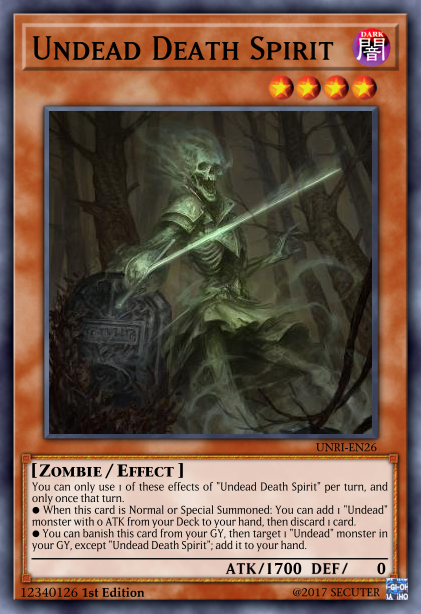 Undead Death Spirit
DARK
闇
UNRI-EN26
[Zombie / Effect ]
You can only use 1 of these effects of "Undead Death Spirit" per turn, and
only once that turn.
● When this card is Normal or Special Summoned: You can add 1 "Undead"
monster with 0 ATK from your Deck to your hand, then discard 1 card.
● You can banish this card from your GY, then target 1 "Undead" monster in
your GY, except "Undead Death Spirit"; add it to your hand.
ATK/1700 DEF/ 0
12340126 1st Edition ©2017 SECUTER